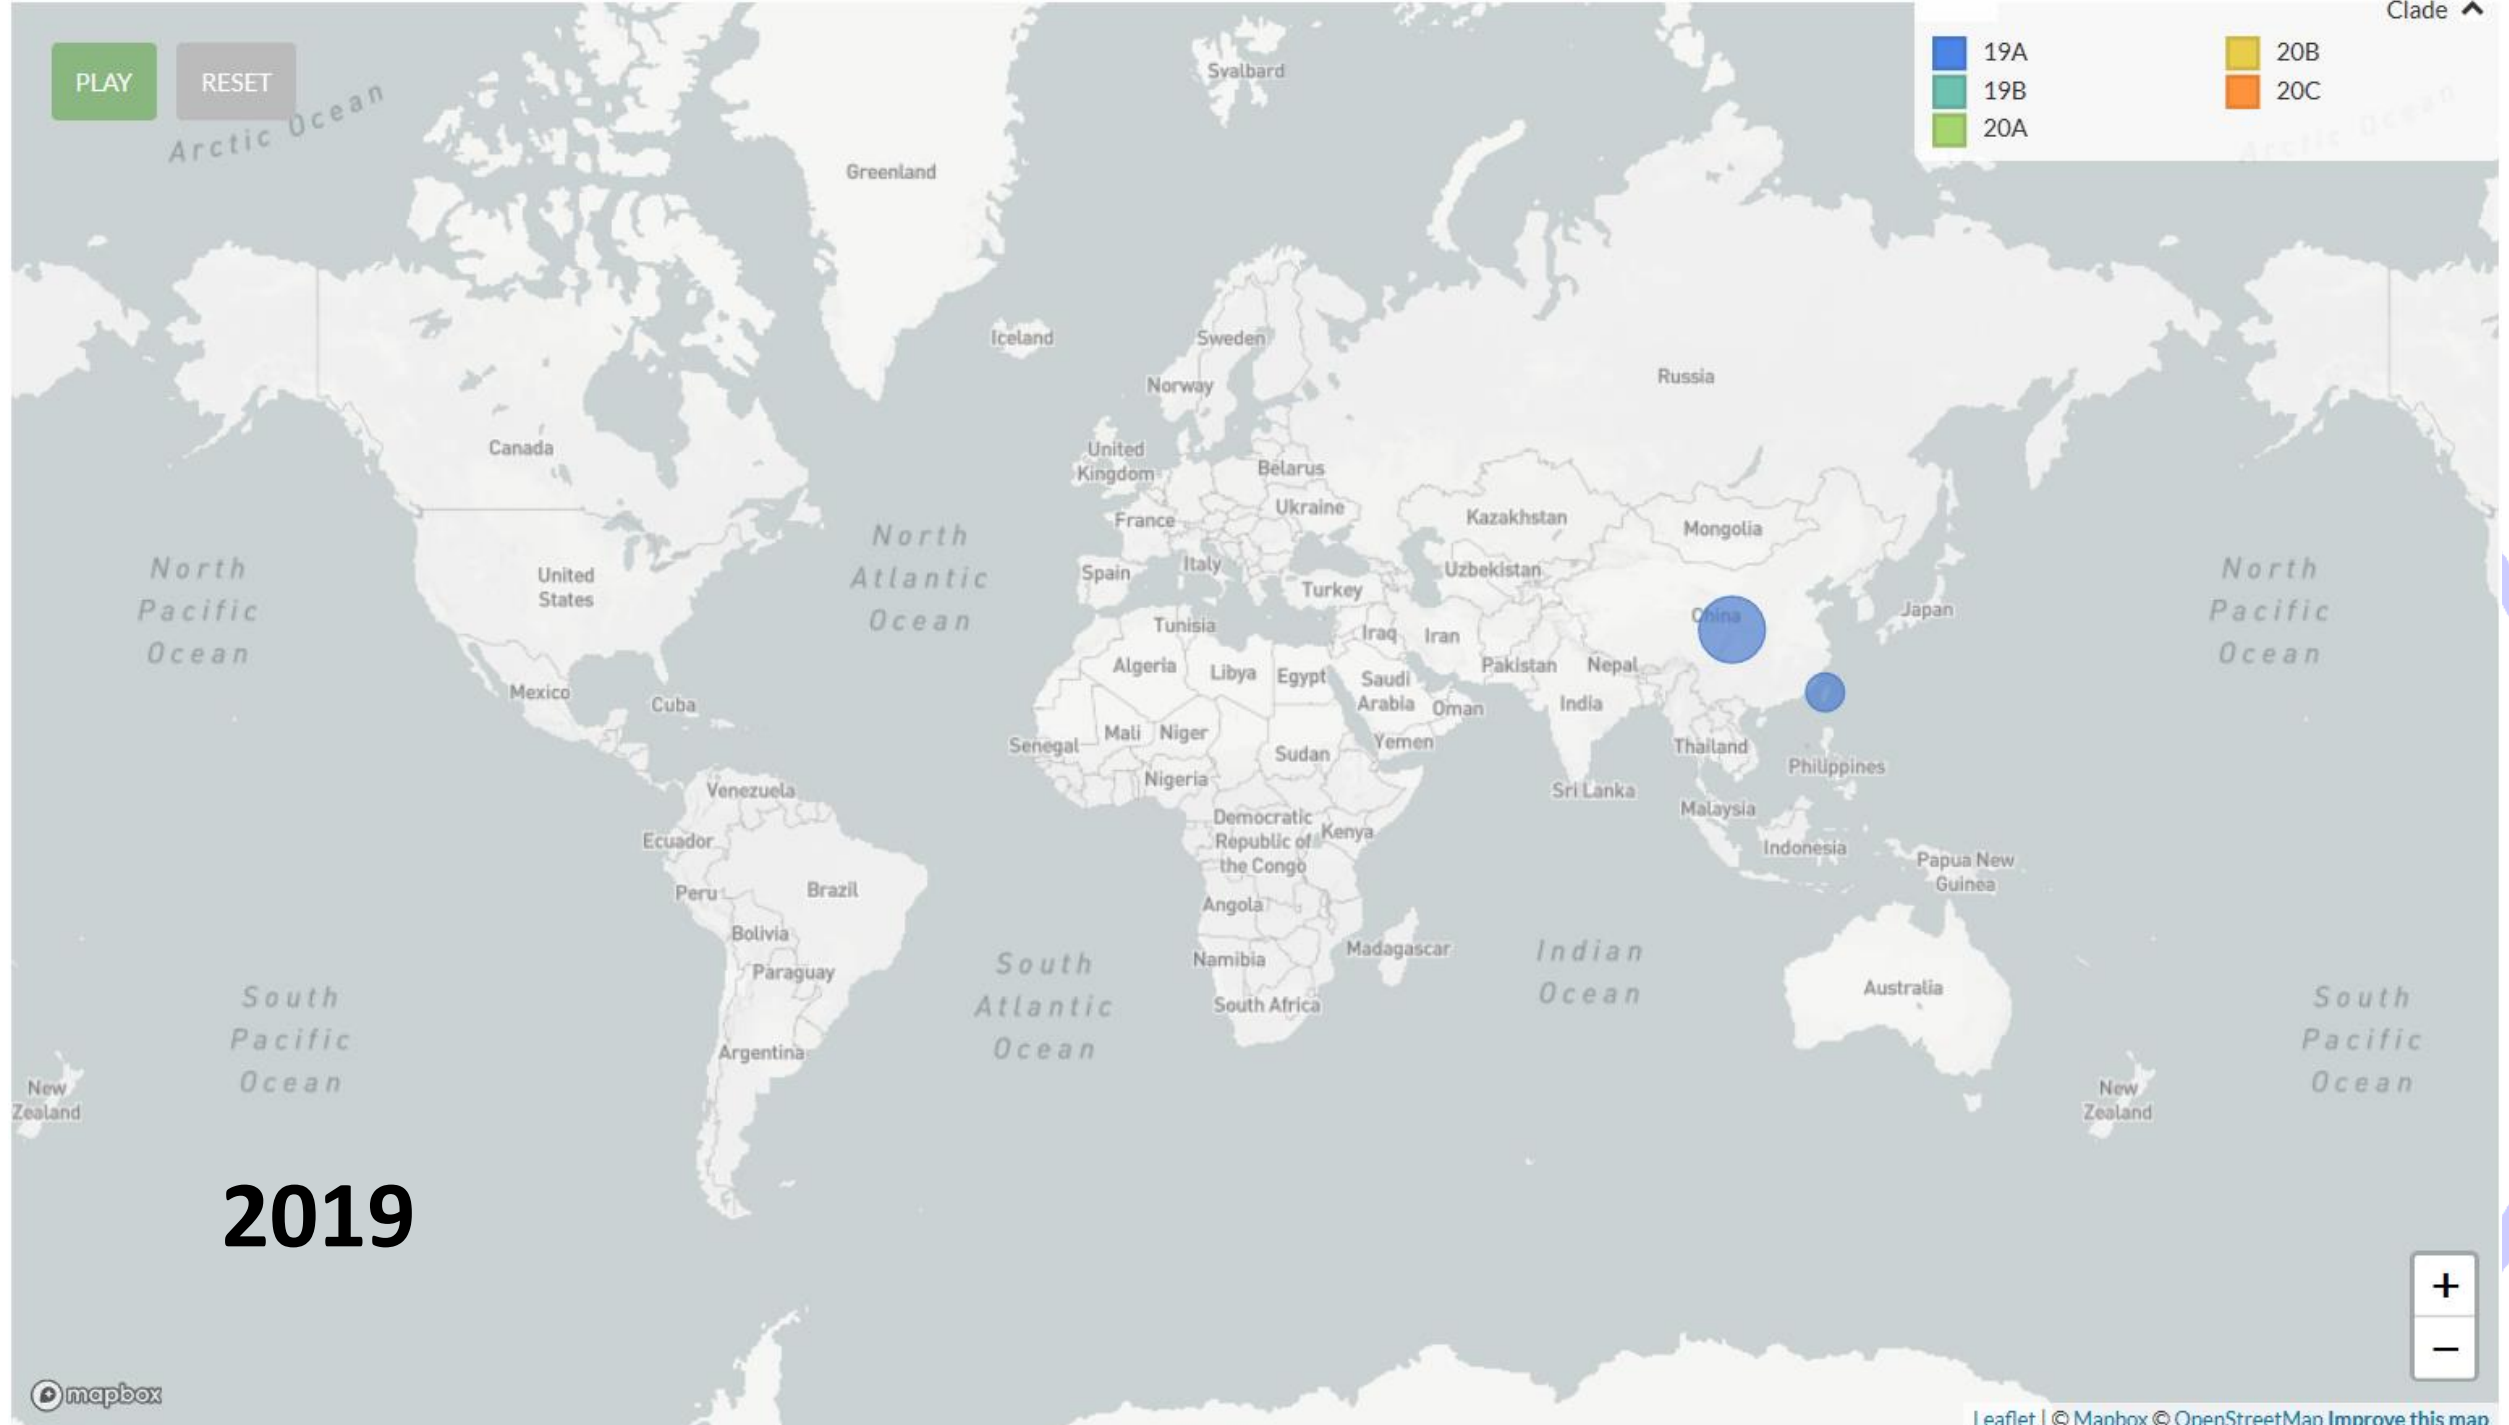 Clade
PLAY
RESET
19A
20B
19B
20C
20A
Arctic Ocean
Arctic Ocean
Svalbard
Greenland
Iceland
Sweden
Norway
Russia
Canada
United
Kingdom
Belarus
Ukraine
France
Kazakhstan
Mongolia
North
Pacific
Ocean
United
States
North
Atlantic
Ocean
Spain
Italy
Turkey
Uzbekistan
China
Japan
North
Pacific
Ocean
Tunisia
Iraq
Iran
Algeria
Libya
Egypt
Saudi
Arabia
Pakistan
Nepal
Mexico
Cuba
Oman
India
Senegal
Mali
Niger
Sudan
Yemen
Thailand
Philippines
Nigeria
Sri Lanka
Venezuela
Malaysia
Ecuador
Democratic
Republic of
the Congo
Kenya
Indonesia
Papua New
Guinea
Peru
Brazil
Angola
Bolivia
Paraguay
Namibia
Madagascar
Indian
Ocean
South
Pacific
Ocean
South
Atlantic
Ocean
South Africa
Australia
South
Pacific
Ocean
Argentina
New
Zealand
New
Zealand
2019
+
−
mapbox
Leaflet | © Mapbox © OpenStreetMap Improve this map